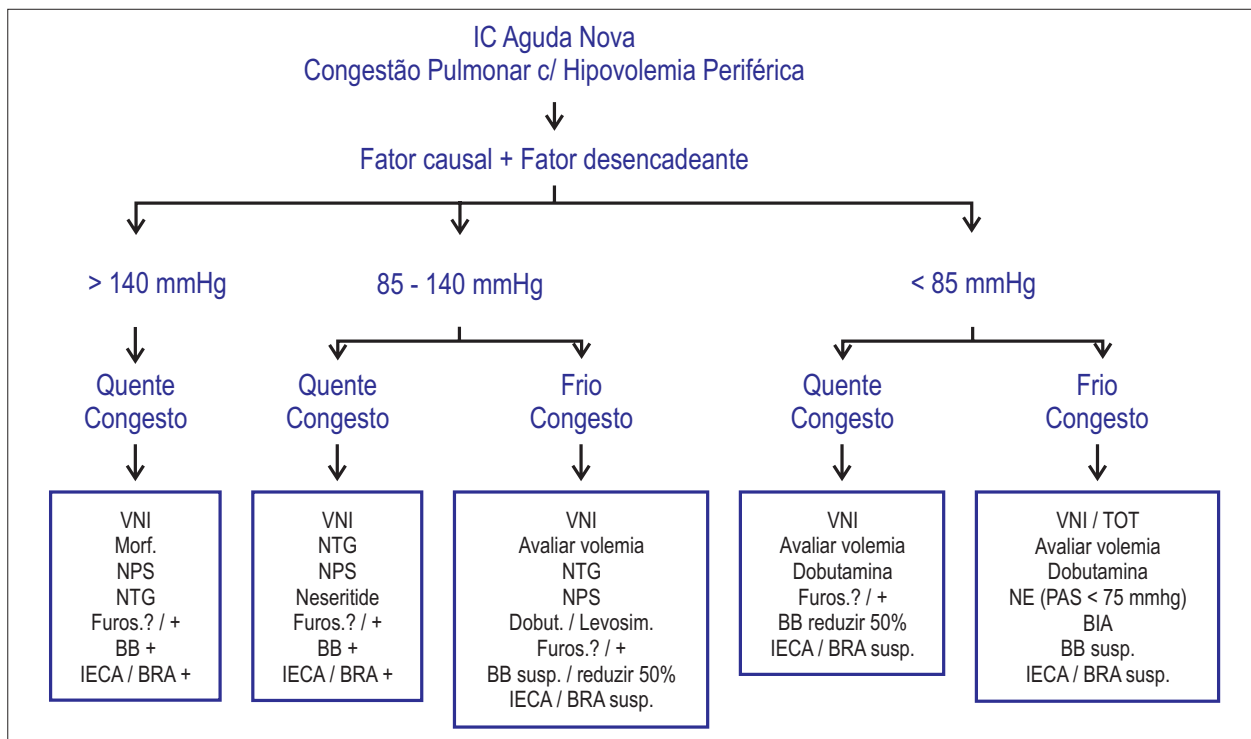 IC Aguda Nova
Congestão Pulmonar c/ Hipovolemia Periférica
Fator causal + Fator desencadeante
> 140 mmHg
85 - 140 mmHg
< 85 mmHg
Quente
Congesto
Quente
Congesto
Frio
Congesto
Quente
Congesto
Frio
Congesto
VNI
Morf.
NPS
NTG
Furos.? / +
BB +
IECA / BRA +
VNI
NTG
NPS
Neseritide
Furos.? / +
BB +
IECA / BRA +
VNI
Avaliar volemia
NTG
NPS
Dobut. / Levosim.
Furos.? / +
BB susp. / reduzir 50%
IECA / BRA susp.
VNI
Avaliar volemia
Dobutamina
Furos.? / +
BB reduzir 50%
IECA / BRA susp.
VNI / TOT
Avaliar volemia
Dobutamina
NE (PAS < 75 mmhg)
BIA
BB susp.
IECA / BRA susp.